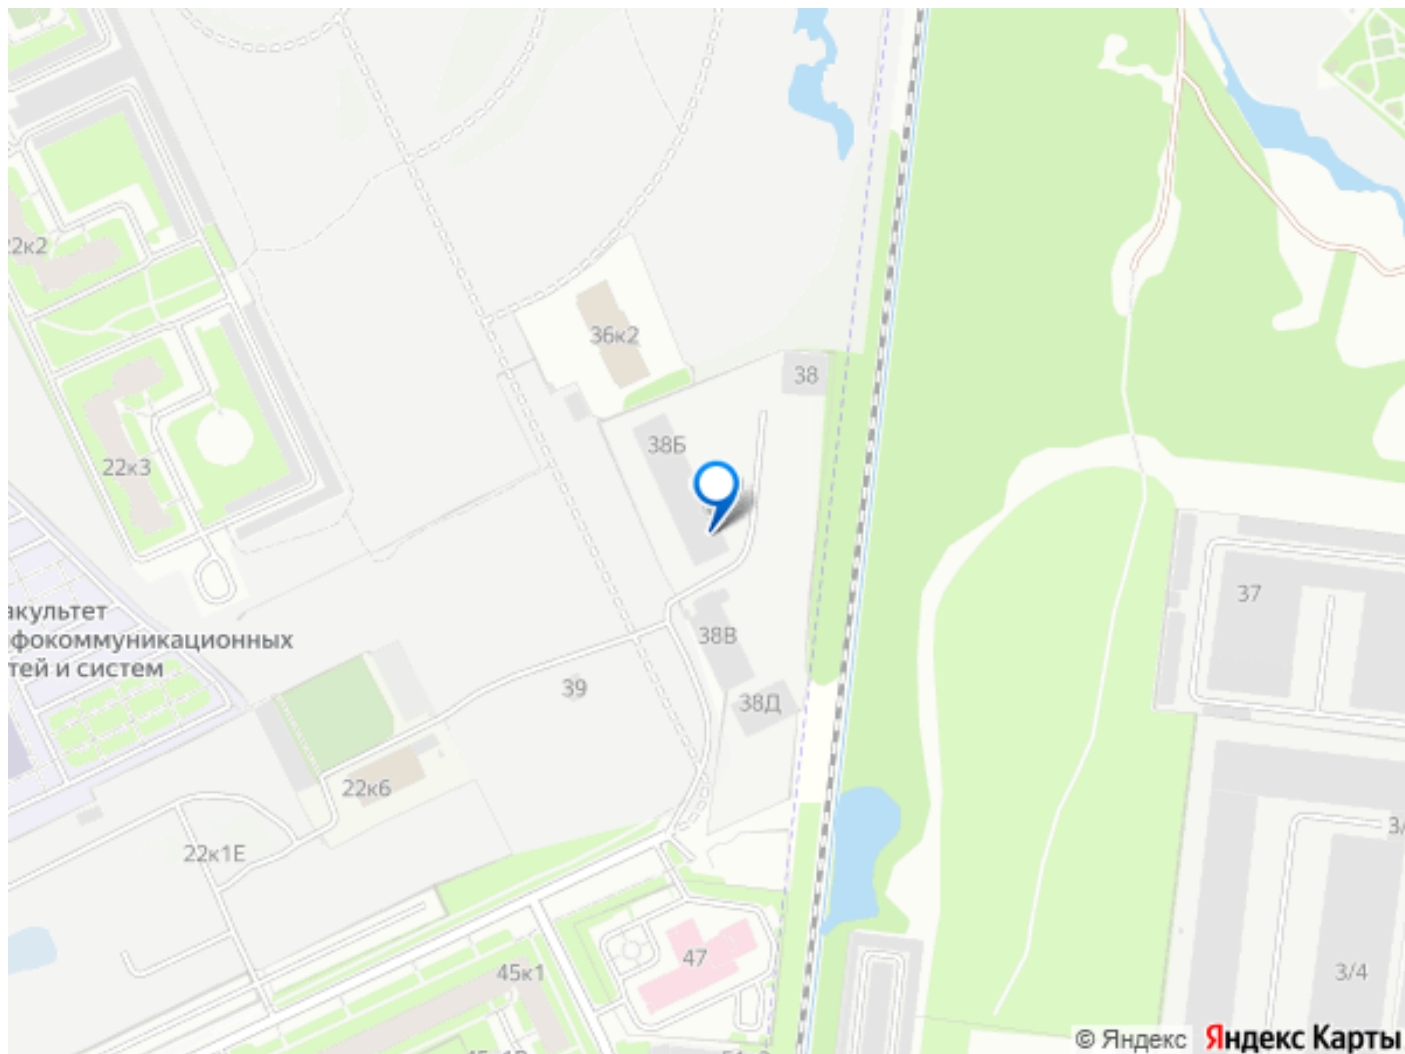 22к2
36к2
38
38Б
22к3
37
акультет
фокоммуникационных
тей и систем
38В
39
38Д
22к6
3/
22к1Е
47
45к1
3/4
© Яндекс Яндекс Карты